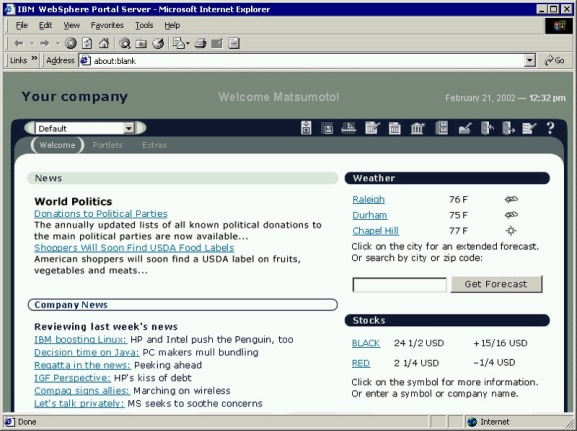 IBM WebSphere Portal Server - Microsoft Internet Explorer
File Edit View Favorites Tools Help
Links » Address about:blank Go
Your company Welcome Matsumoto! February 21, 2002 — 12:32 pm
Default ?
Welcome Portlets Extras
News
World Politics
Donations to Political Parties
The annually updated lists of all known political donations to
the main political parties are now available...
Shoppers Will Soon Find USDA Food Labels
American shoppers will soon find a USDA label on fruits,
vegetables and meats...
Company News
Reviewing last week's news
IBM boosting Linux: HP and Intel push the Penguin, too
Decision time on Java: PC makers mull bundling
Regatta in the news: Peeking ahead
IGF Perspective: HP's kiss of debt
Compaq signs allies: Marching on wireless
Let's talk privately: MS seeks to soothe concerns
Weather
Raleigh 76 F
Durham 75 F
Chapel Hill 77 F
Click on the city for an extended forecast.
Or search by city or zip code:
Get Forecast
Stocks
BLACK 24 1/2 USD +15/16 USD
RED 2 1/4 USD -1/4 USD
Click on the symbol for more information.
Or enter a symbol or company name.
Done Internet